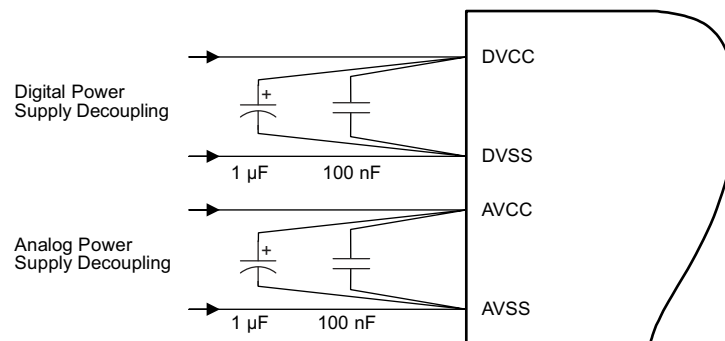 DVCC
Digital Power
Supply Decoupling
+
DVSS
1 µF
100 nF
AVCC
Analog Power
Supply Decoupling
+
AVSS
1 µF
100 nF